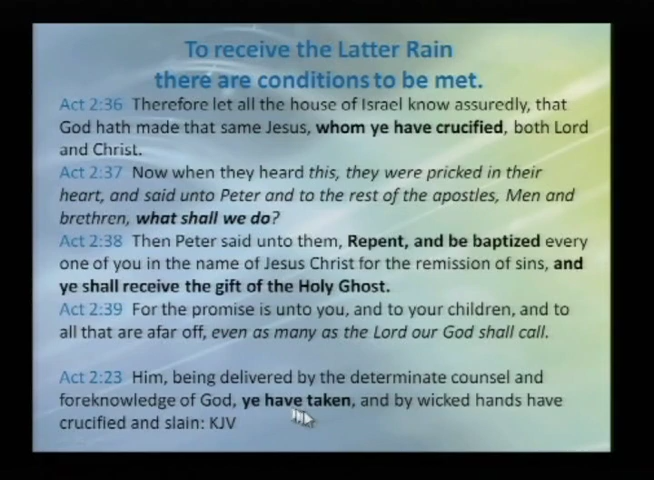 To receive the Latter Rain
there are conditions to be met.
Act 2:36 Therefore let all the house of Israel know assuredly, that
God hath made that same Jesus, whom ye have crucified, both Lord
and Christ.
Act 2:37 Now when they heard this, they were pricked in their
heart, and said unto Peter and to the rest of the apostles, Men and
brethren, what shall we do?
Act 2:38 Then Peter said unto them, Repent, and be baptized every
one of you in the name of Jesus Christ for the remission of sins, and
ye shall receive the gift of the Holy Ghost.
Act 2:39 For the promise is unto you, and to your children, and to
all that are afar off, even as many as the Lord our God shall call.
Act 2:23 Him, being delivered by the determinate counsel and
foreknowledge of God, ye have taken, and by wicked hands have
crucified and slain: KJV